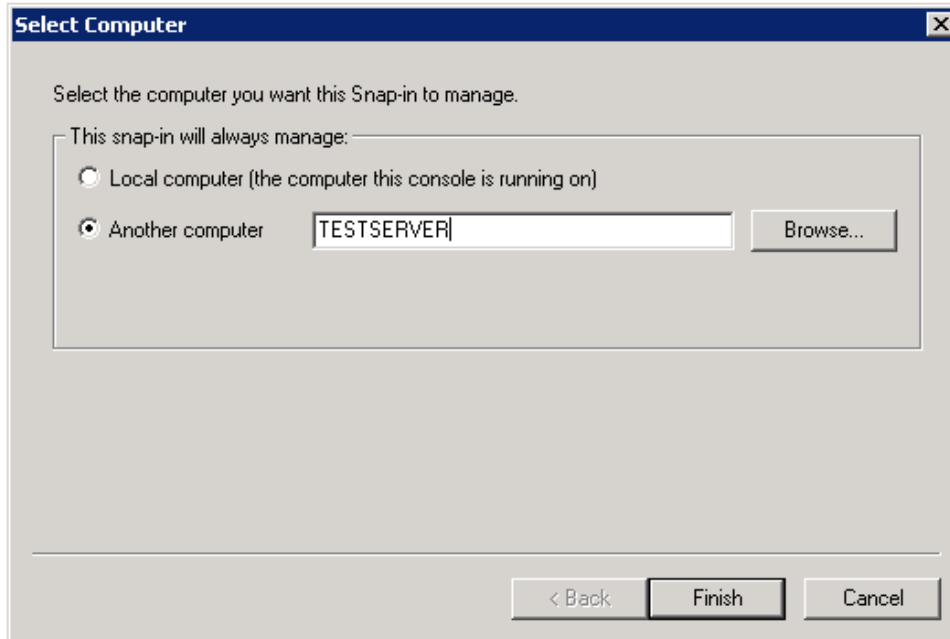 Select Computer
Select the computer you want this Snap-in to manage.
This snap-in will always manage:
Local computer (the computer this console is running on)
Another computer TESTSERVER Browse...
< Back Finish Cancel